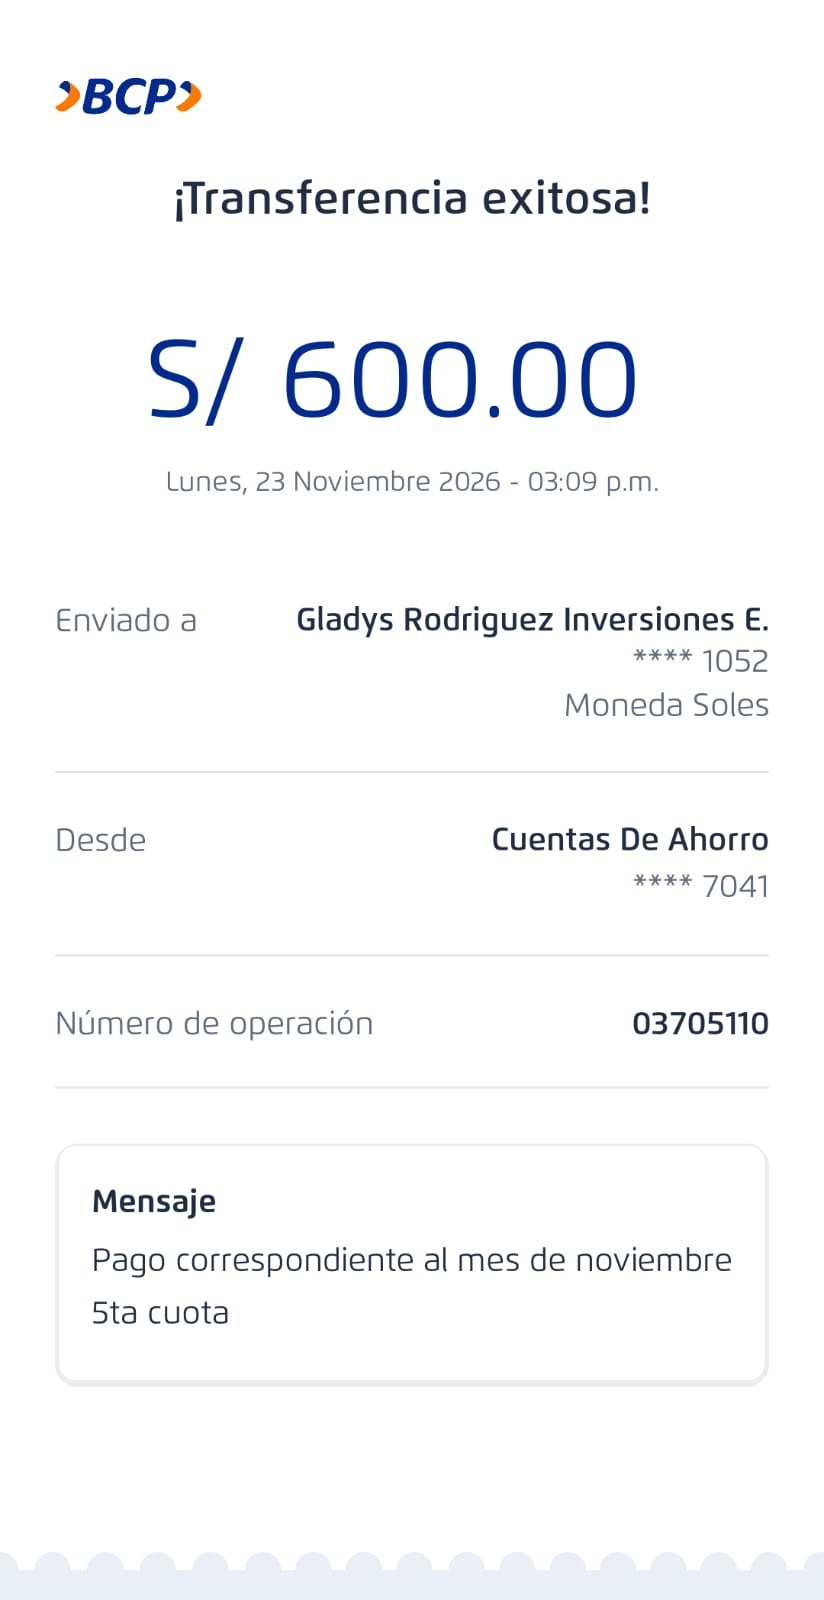 BCP
¡Transferencia exitosa!
S/ 600.00
Lunes, 23 Noviembre 2026 - 03:09 p.m.
Enviado a Gladys Rodriguez Inversiones E.
**** 1052
Moneda Soles
Desde Cuentas De Ahorro
**** 7041
Número de operación 03705110
Mensaje
Pago correspondiente al mes de noviembre
5ta cuota